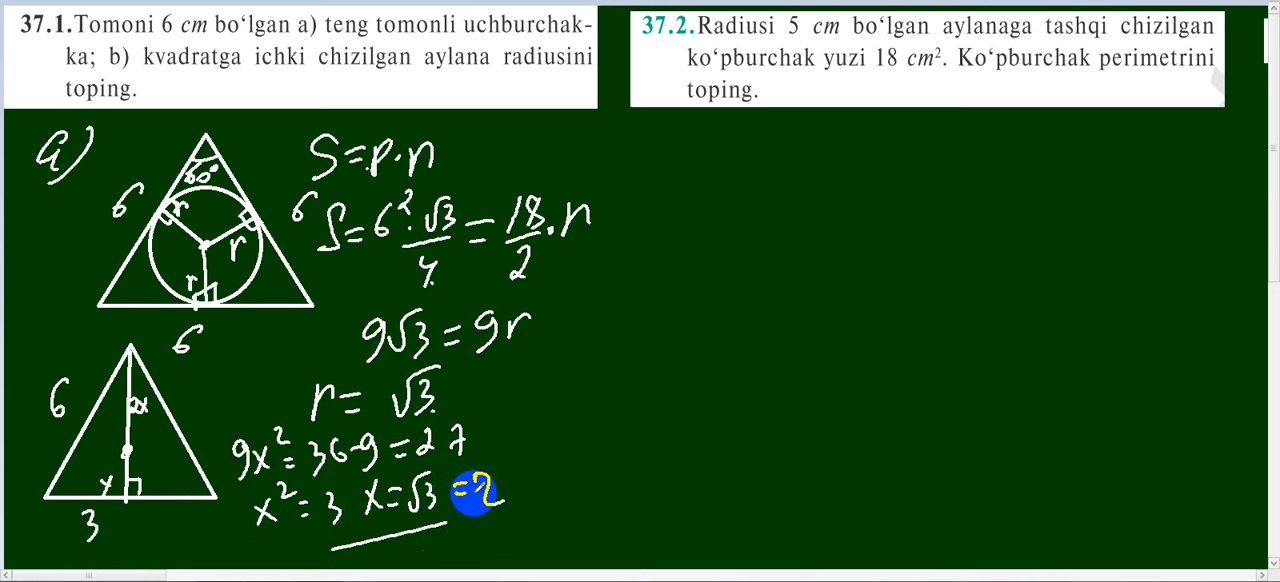 37.1. Tomoni 6 cm bo‘lgan a) teng tomonli uchburchak-
ka; b) kvadratga ichki chizilgan aylana radiusini
toping.
37.2. Radiusi 5 cm bo‘lgan aylanaga tashqi chizilgan
ko‘pburchak yuzi 18 cm². Ko‘pburchak perimetrini
toping.
a)
60°
6
6
r
r
r
6
S=p·r
S=6²·√3/4=18/2·r
9√3=9r
r=√3
6
2x
x
3
9x²=36-9=27
x²=3 x=√3=r